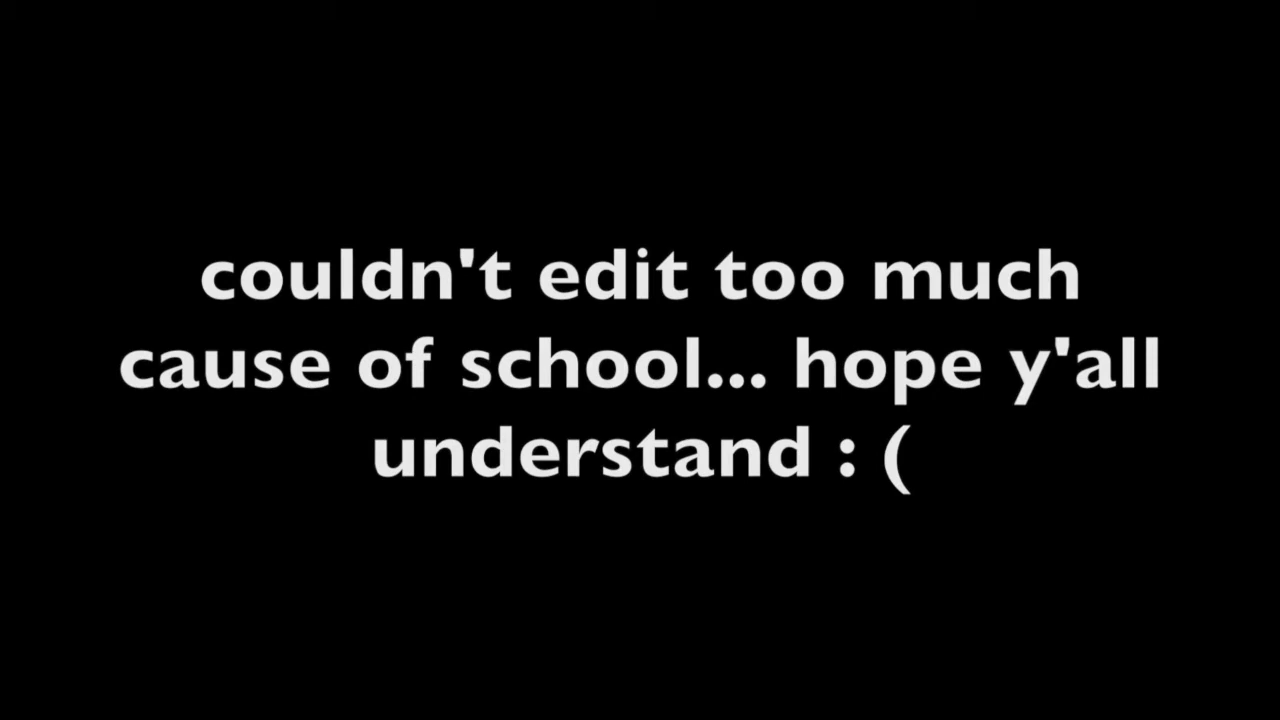 couldn't edit too much
cause of school... hope y'all
understand : (